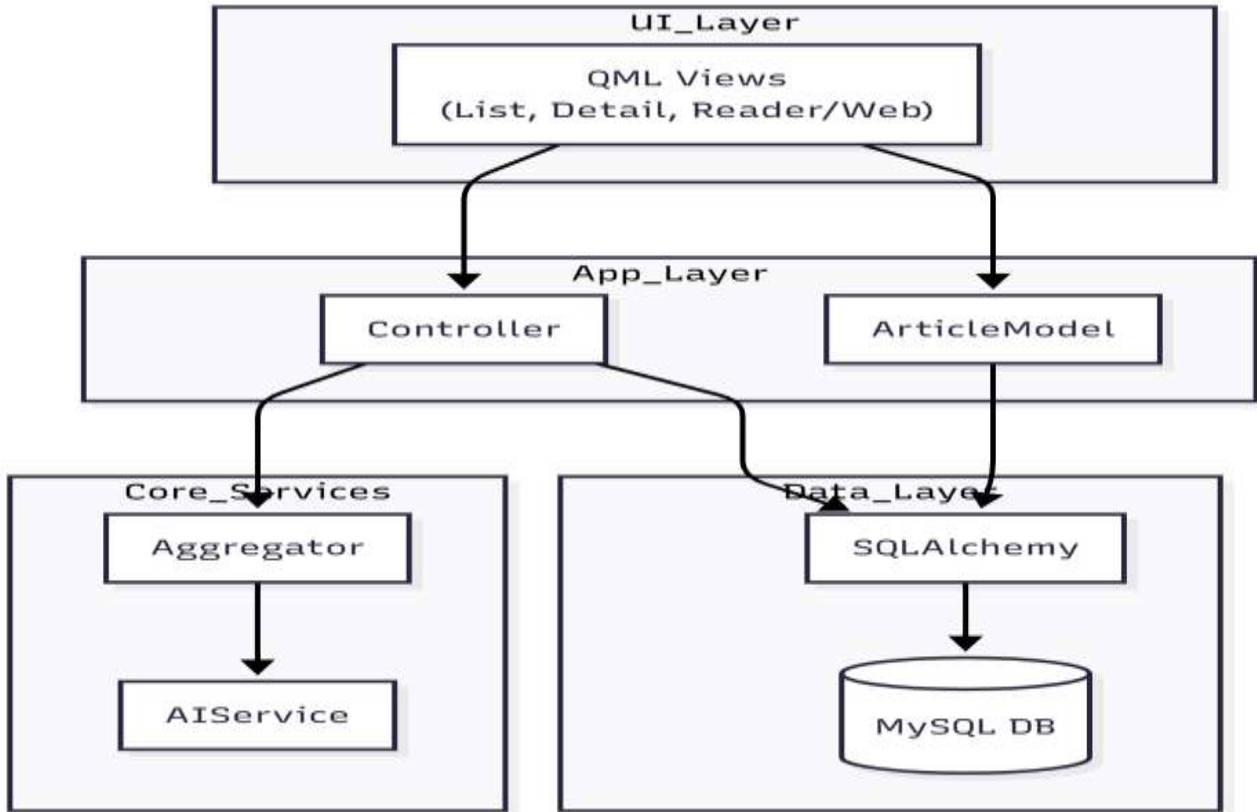 UI_Layer
QML Views
(List, Detail, Reader/Web)
App_Layer
Controller
ArticleModel
Core_Services
Data_Layer
Aggregator
SQLAlchemy
AIService
MySQL DB